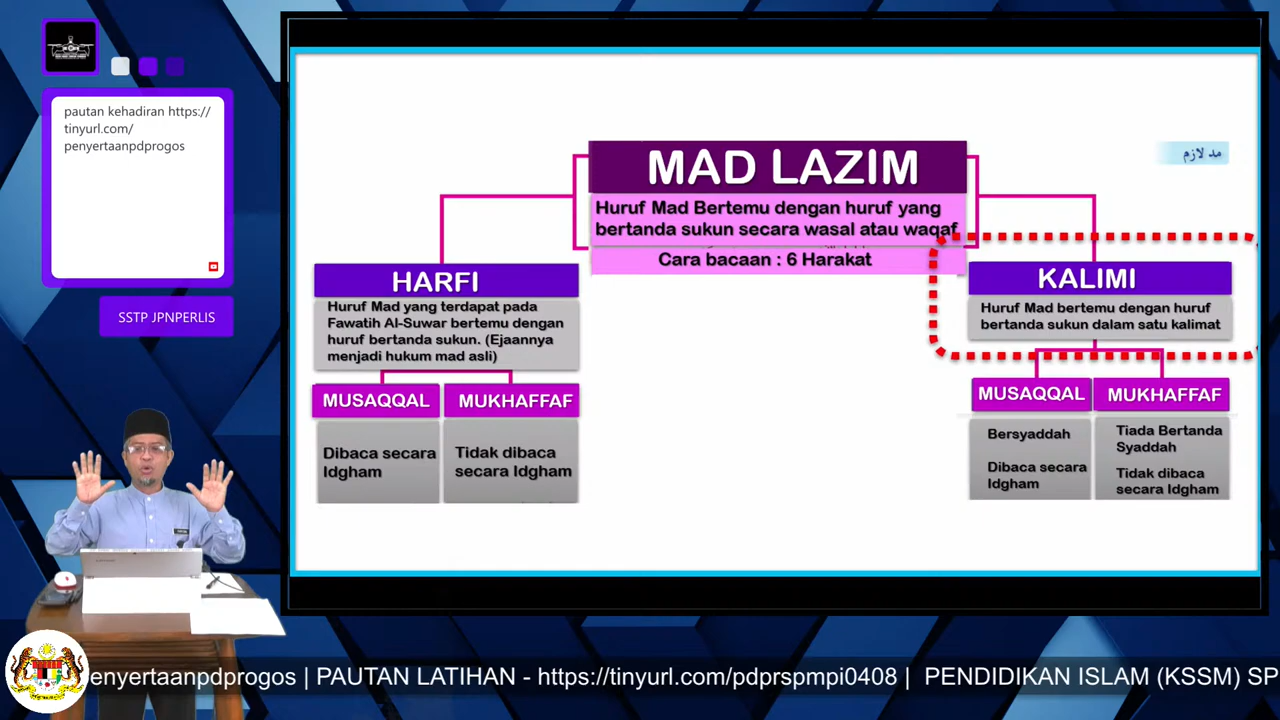 pautan kehadiran https://
tinyurl.com/
penyertaanpdprogos
SSTP JPNPERLIS
MAD LAZIM
Huruf Mad Bertemu dengan huruf yang
bertanda sukun secara wasal atau waqaf
Cara bacaan : 6 Harakat
مد لازم
HARFI
Huruf Mad yang terdapat pada
Fawatih Al-Suwar bertemu dengan
huruf bertanda sukun. (Ejaannya
menjadi hukum mad asli)
MUSAQQAL
MUKHAFFAF
Dibaca secara
Idgham
Tidak dibaca
secara Idgham
KALIMI
Huruf Mad bertemu dengan huruf
bertanda sukun dalam satu kalimat
MUSAQQAL
MUKHAFFAF
Bersyaddah
Dibaca secara
Idgham
Tiada Bertanda
Syaddah
Tidak dibaca
secara Idgham
enyertaanpdprogos | PAUTAN LATIHAN - https://tinyurl.com/pdprspmpi0408 | PENDIDIKAN ISLAM (KSSM) SP